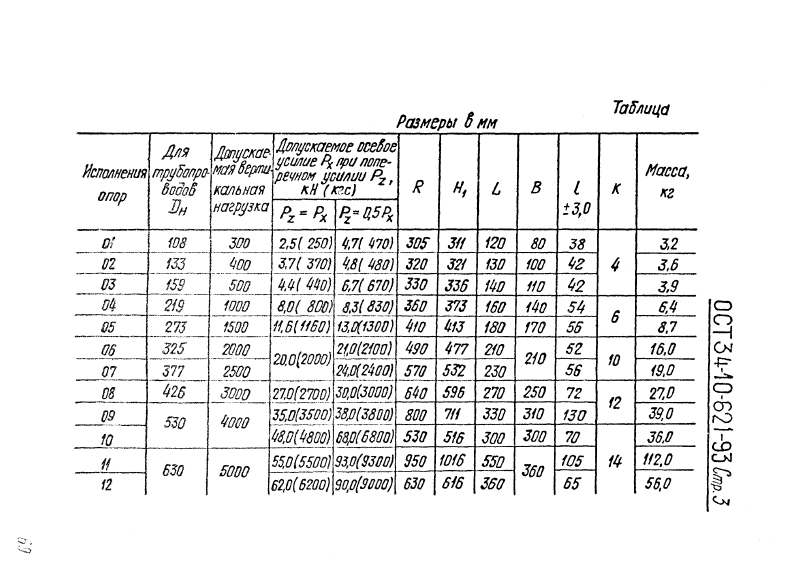 Таблица
Размеры в мм
Исполнения опор | Для трубопроводов Dн | Допускаемая вертикальная нагрузка | Допускаемое осевое усилие Px при поперечном усилии Pz, кН (кгс) | R | H₁ | L | B | l ±3,0 | K | Масса, кг
Pz = Px | Pz = 0,5Px
01 | 108 | 300 | 2,5( 250) | 4,7( 470) | 305 | 311 | 120 | 80 | 38 | 4 | 3,2
02 | 133 | 400 | 3,7( 370) | 4,8( 480) | 320 | 321 | 130 | 100 | 42 | 3,6
03 | 159 | 500 | 4,4( 440) | 6,7( 670) | 330 | 336 | 140 | 110 | 42 | 3,9
04 | 219 | 1000 | 8,0( 800) | 8,3( 830) | 360 | 373 | 160 | 140 | 54 | 6 | 6,4
05 | 273 | 1500 | 11,6(1160) | 13,0(1300) | 410 | 413 | 180 | 170 | 56 | 8,7
06 | 325 | 2000 | 20,0(2000) | 21,0(2100) | 490 | 477 | 210 | 210 | 52 | 10 | 16,0
07 | 377 | 2500 | 24,0(2400) | 570 | 532 | 230 | 56 | 19,0
08 | 426 | 3000 | 27,0(2700) | 30,0(3000) | 640 | 596 | 270 | 250 | 72 | 12 | 27,0
09 | 530 | 4000 | 35,0(3500) | 38,0(3800) | 800 | 711 | 330 | 310 | 130 | 39,0
10 | 48,0(4800) | 68,0(6800) | 530 | 516 | 300 | 300 | 70 | 14 | 36,0
11 | 630 | 5000 | 55,0(5500) | 93,0(9300) | 950 | 1016 | 550 | 360 | 105 | 112,0
12 | 62,0(6200) | 90,0(9000) | 630 | 616 | 360 | 65 | 56,0
ОСТ 34-10-621-93 Стр.3
69